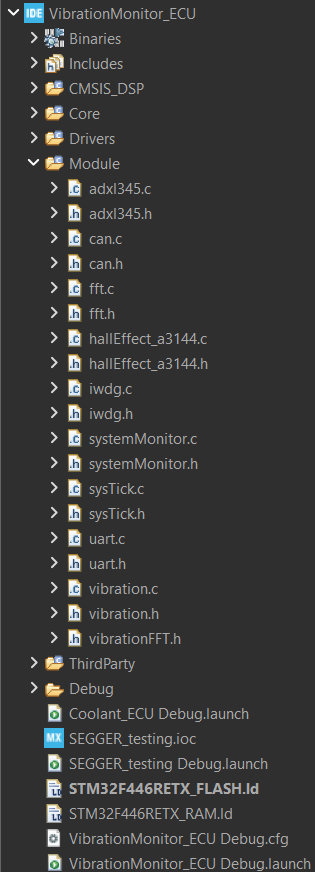 IDE VibrationMonitor_ECU
Binaries
Includes
CMSIS_DSP
Core
Drivers
Module
.c adxl345.c
.h adxl345.h
.c can.c
.h can.h
.c fft.c
.h fft.h
.c hallEffect_a3144.c
.h hallEffect_a3144.h
.c iwdg.c
.h iwdg.h
.c systemMonitor.c
.h systemMonitor.h
.c sysTick.c
.h sysTick.h
.c uart.c
.h uart.h
.c vibration.c
.h vibration.h
.h vibrationFFT.h
ThirdParty
Debug
Coolant_ECU Debug.launch
MX SEGGER_testing.ioc
SEGGER_testing Debug.launch
STM32F446RETX_FLASH.ld
STM32F446RETX_RAM.ld
VibrationMonitor_ECU Debug.cfg
VibrationMonitor_ECU Debug.launch